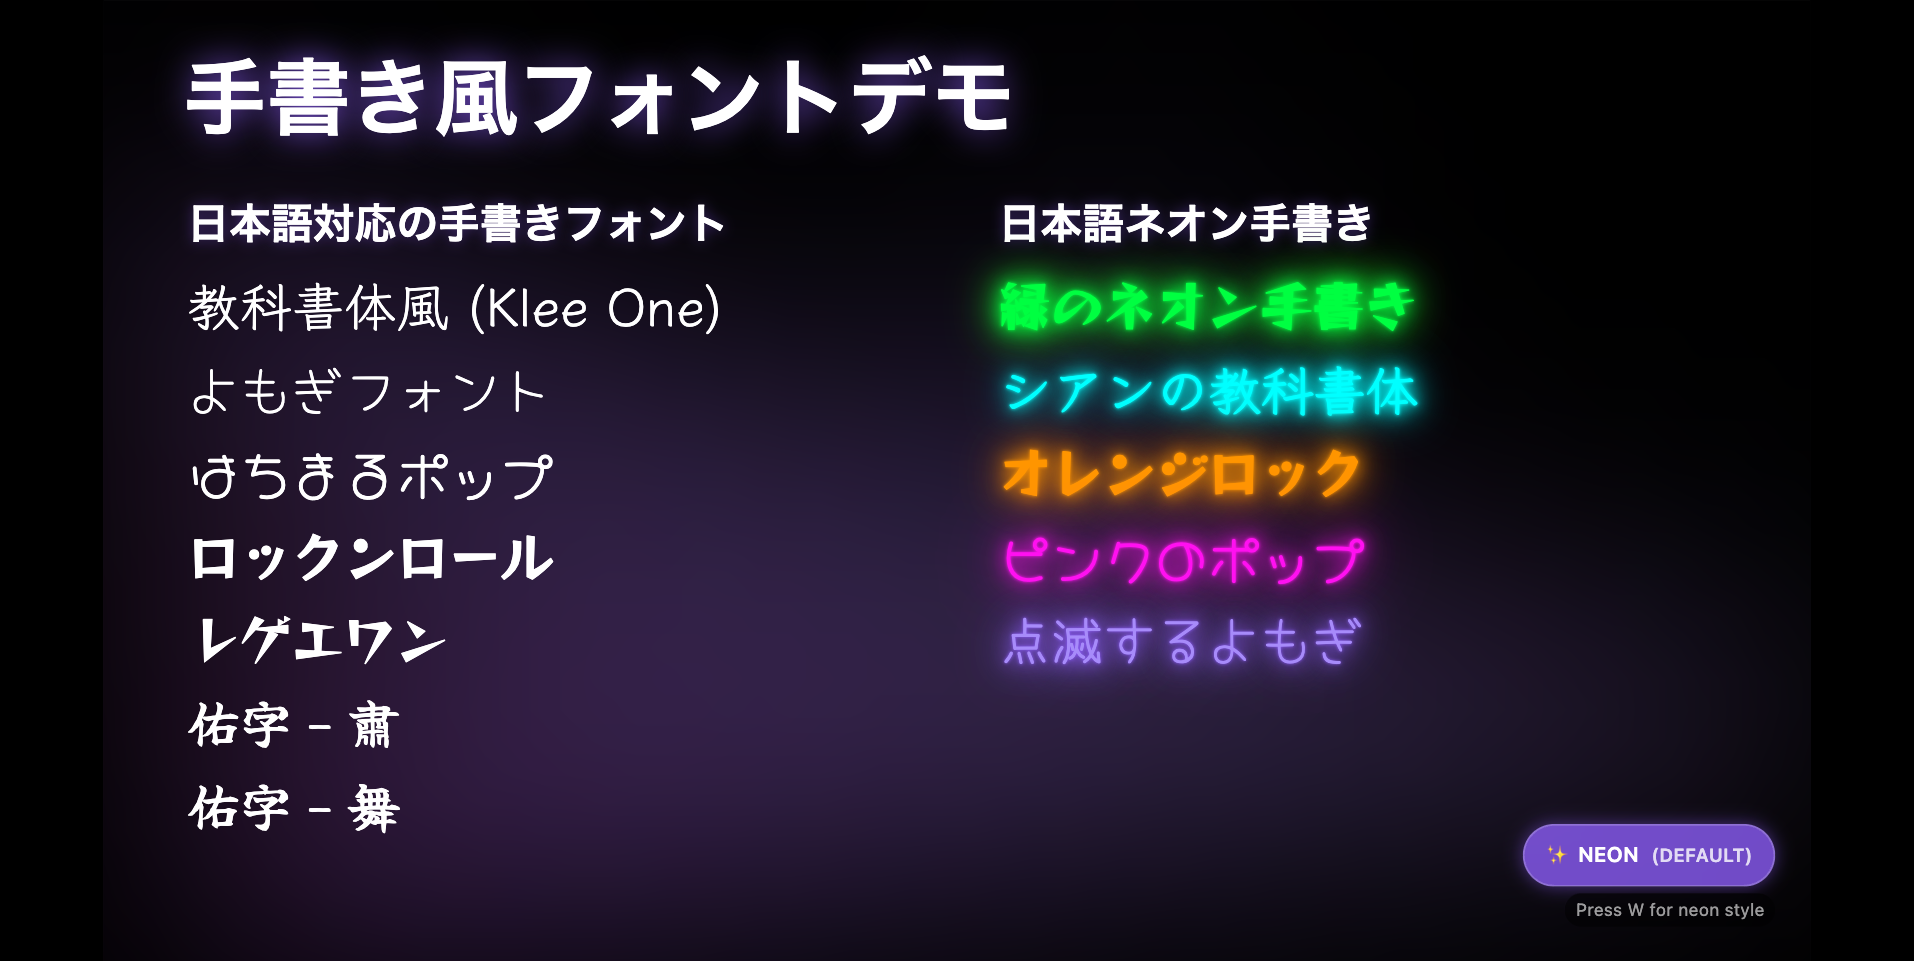 手書き風フォントデモ
日本語対応の手書きフォント
教科書体風 (Klee One)
よもぎフォント
はちまるポップ
ロックンロール
レゲエワン
佑字 - 肅
佑字 - 舞
日本語ネオン手書き
緑のネオン手書き
シアンの教科書体
オレンジロック
ピンクのポップ
点滅するよもぎ
✨ NEON (DEFAULT)
Press W for neon style